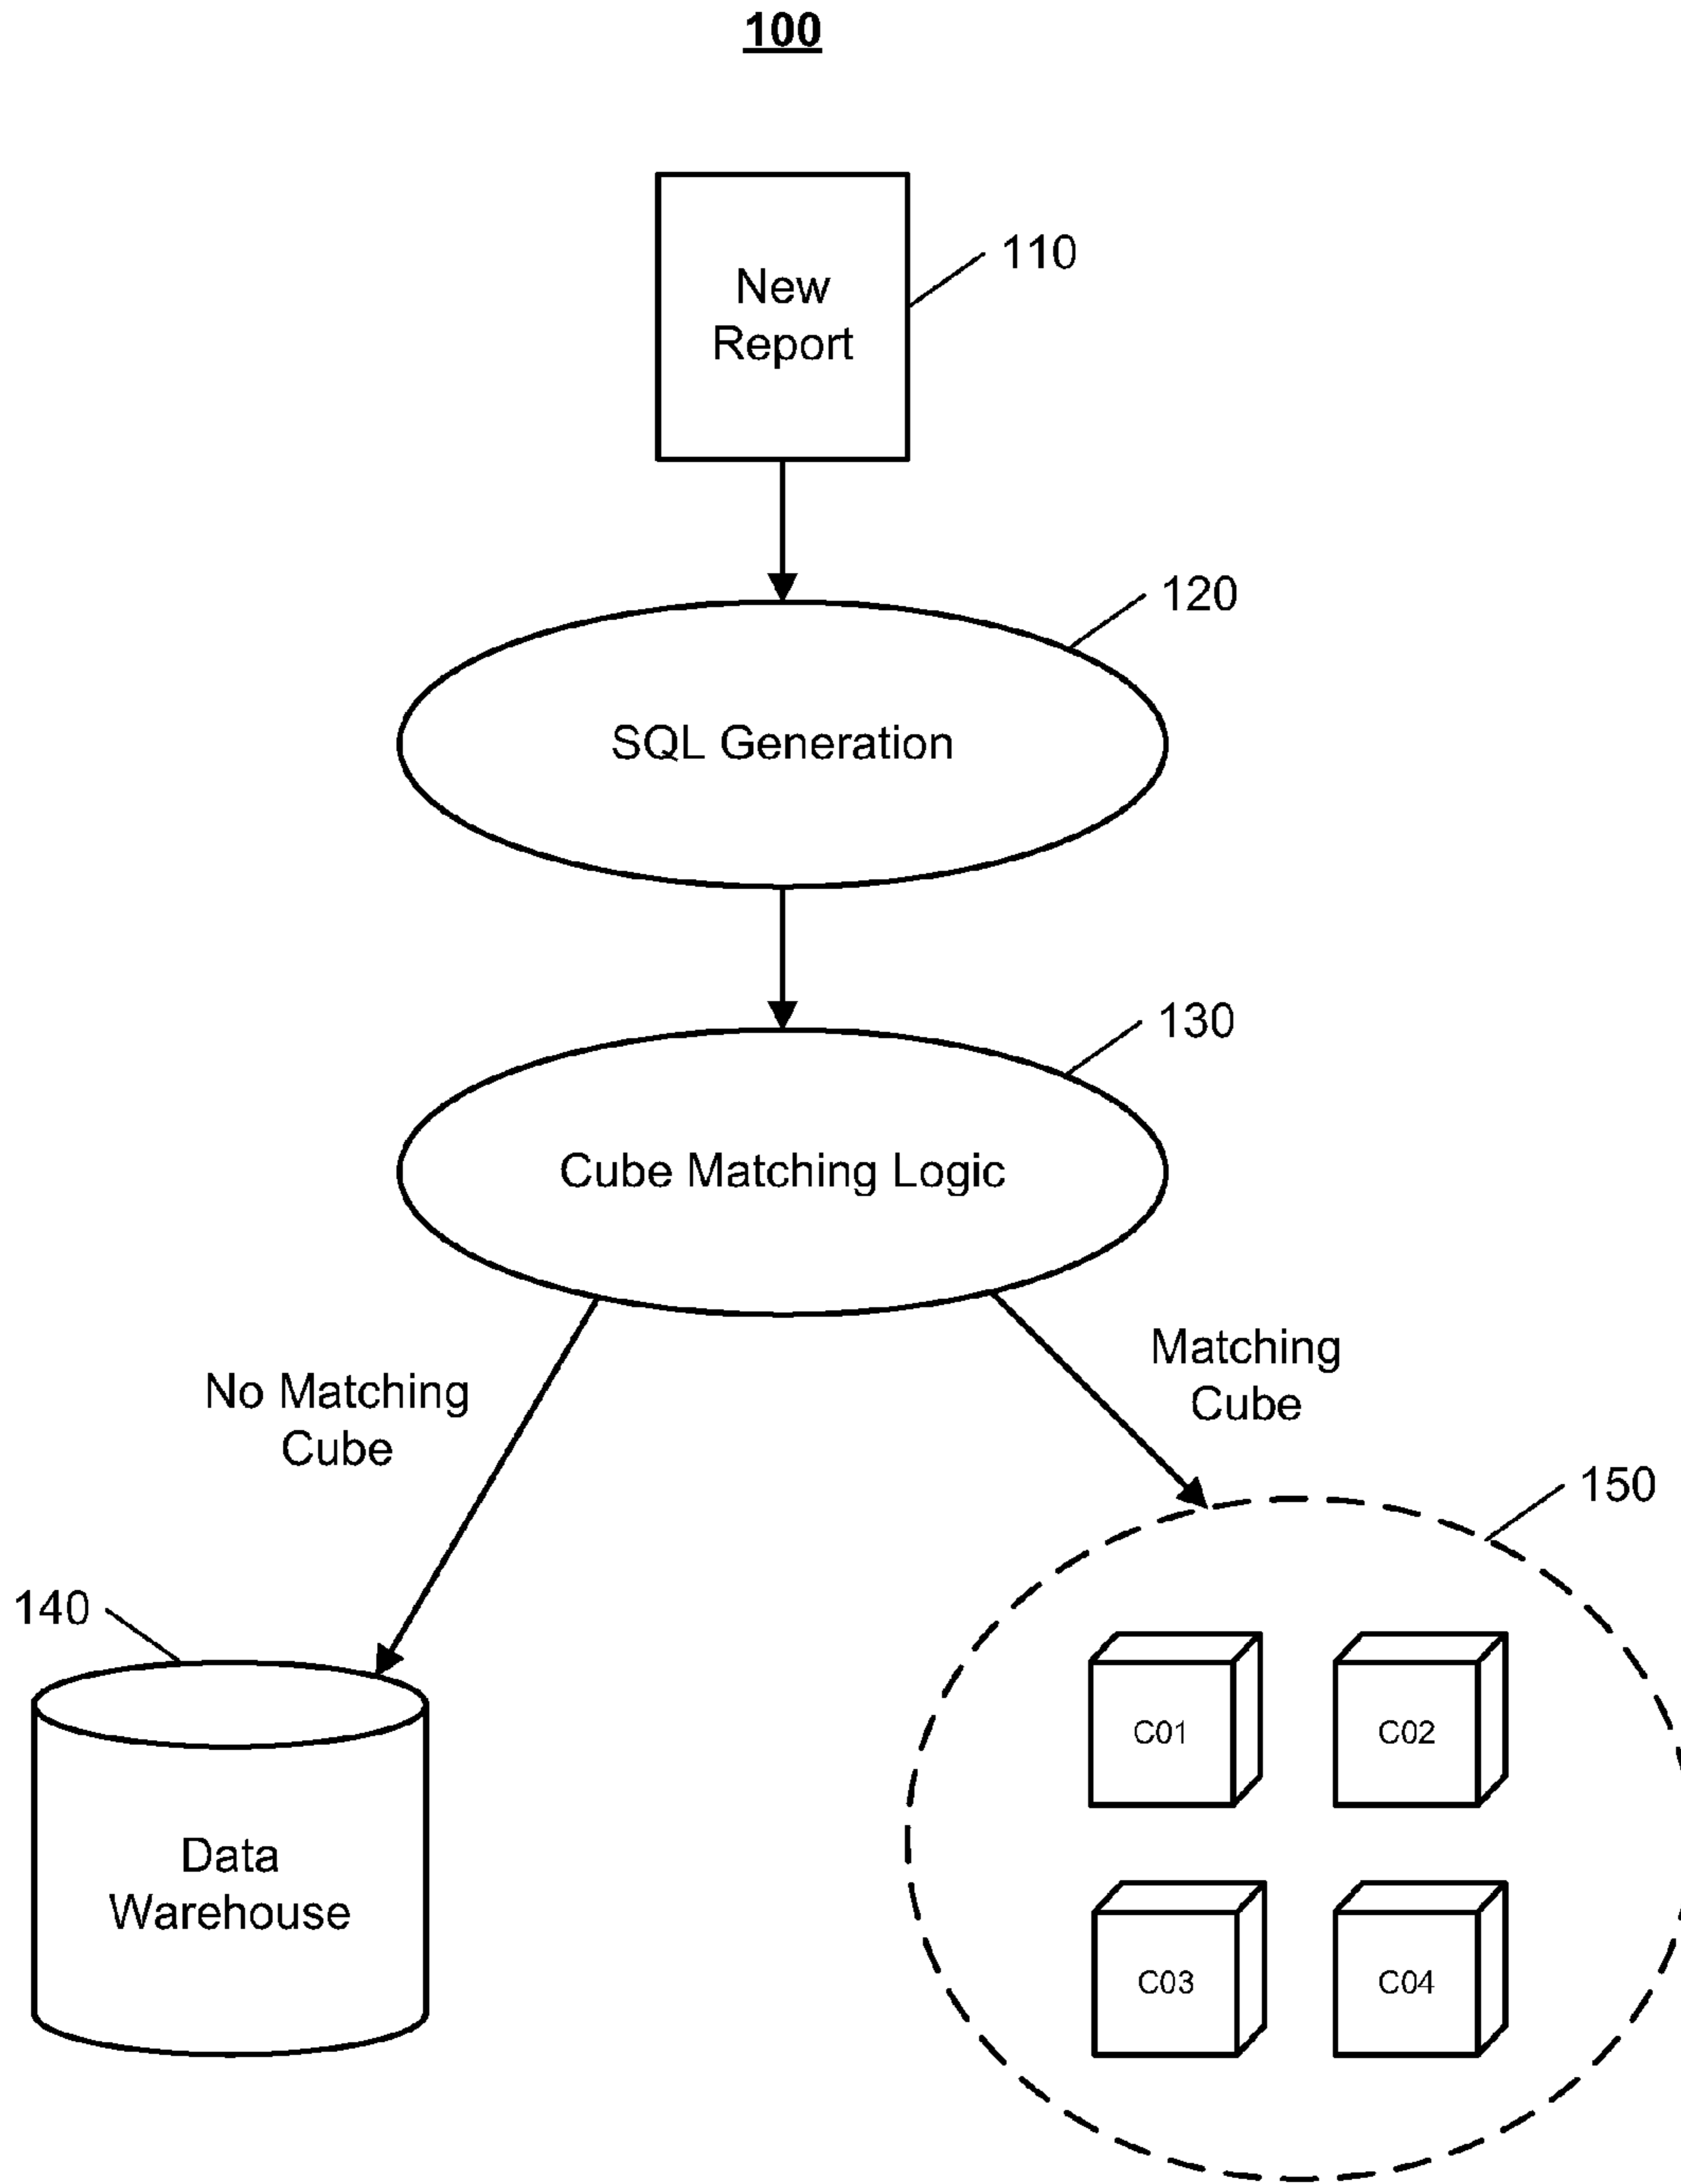 100
New
Report
110
120
SQL Generation
130
Cube Matching Logic
No Matching
Cube
Matching
Cube
150
140
C01
C02
Data
Warehouse
C03
C04